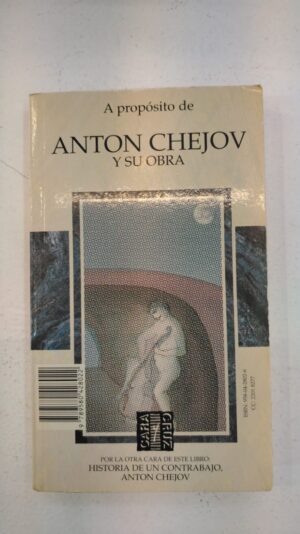 A propósito de
ANTON CHEJOV
Y SU OBRA
CARA
CRUZ
POR LA OTRA CARA DE ESTE LIBRO:
HISTORIA DE UN CONTRABAJO,
ANTON CHEJOV